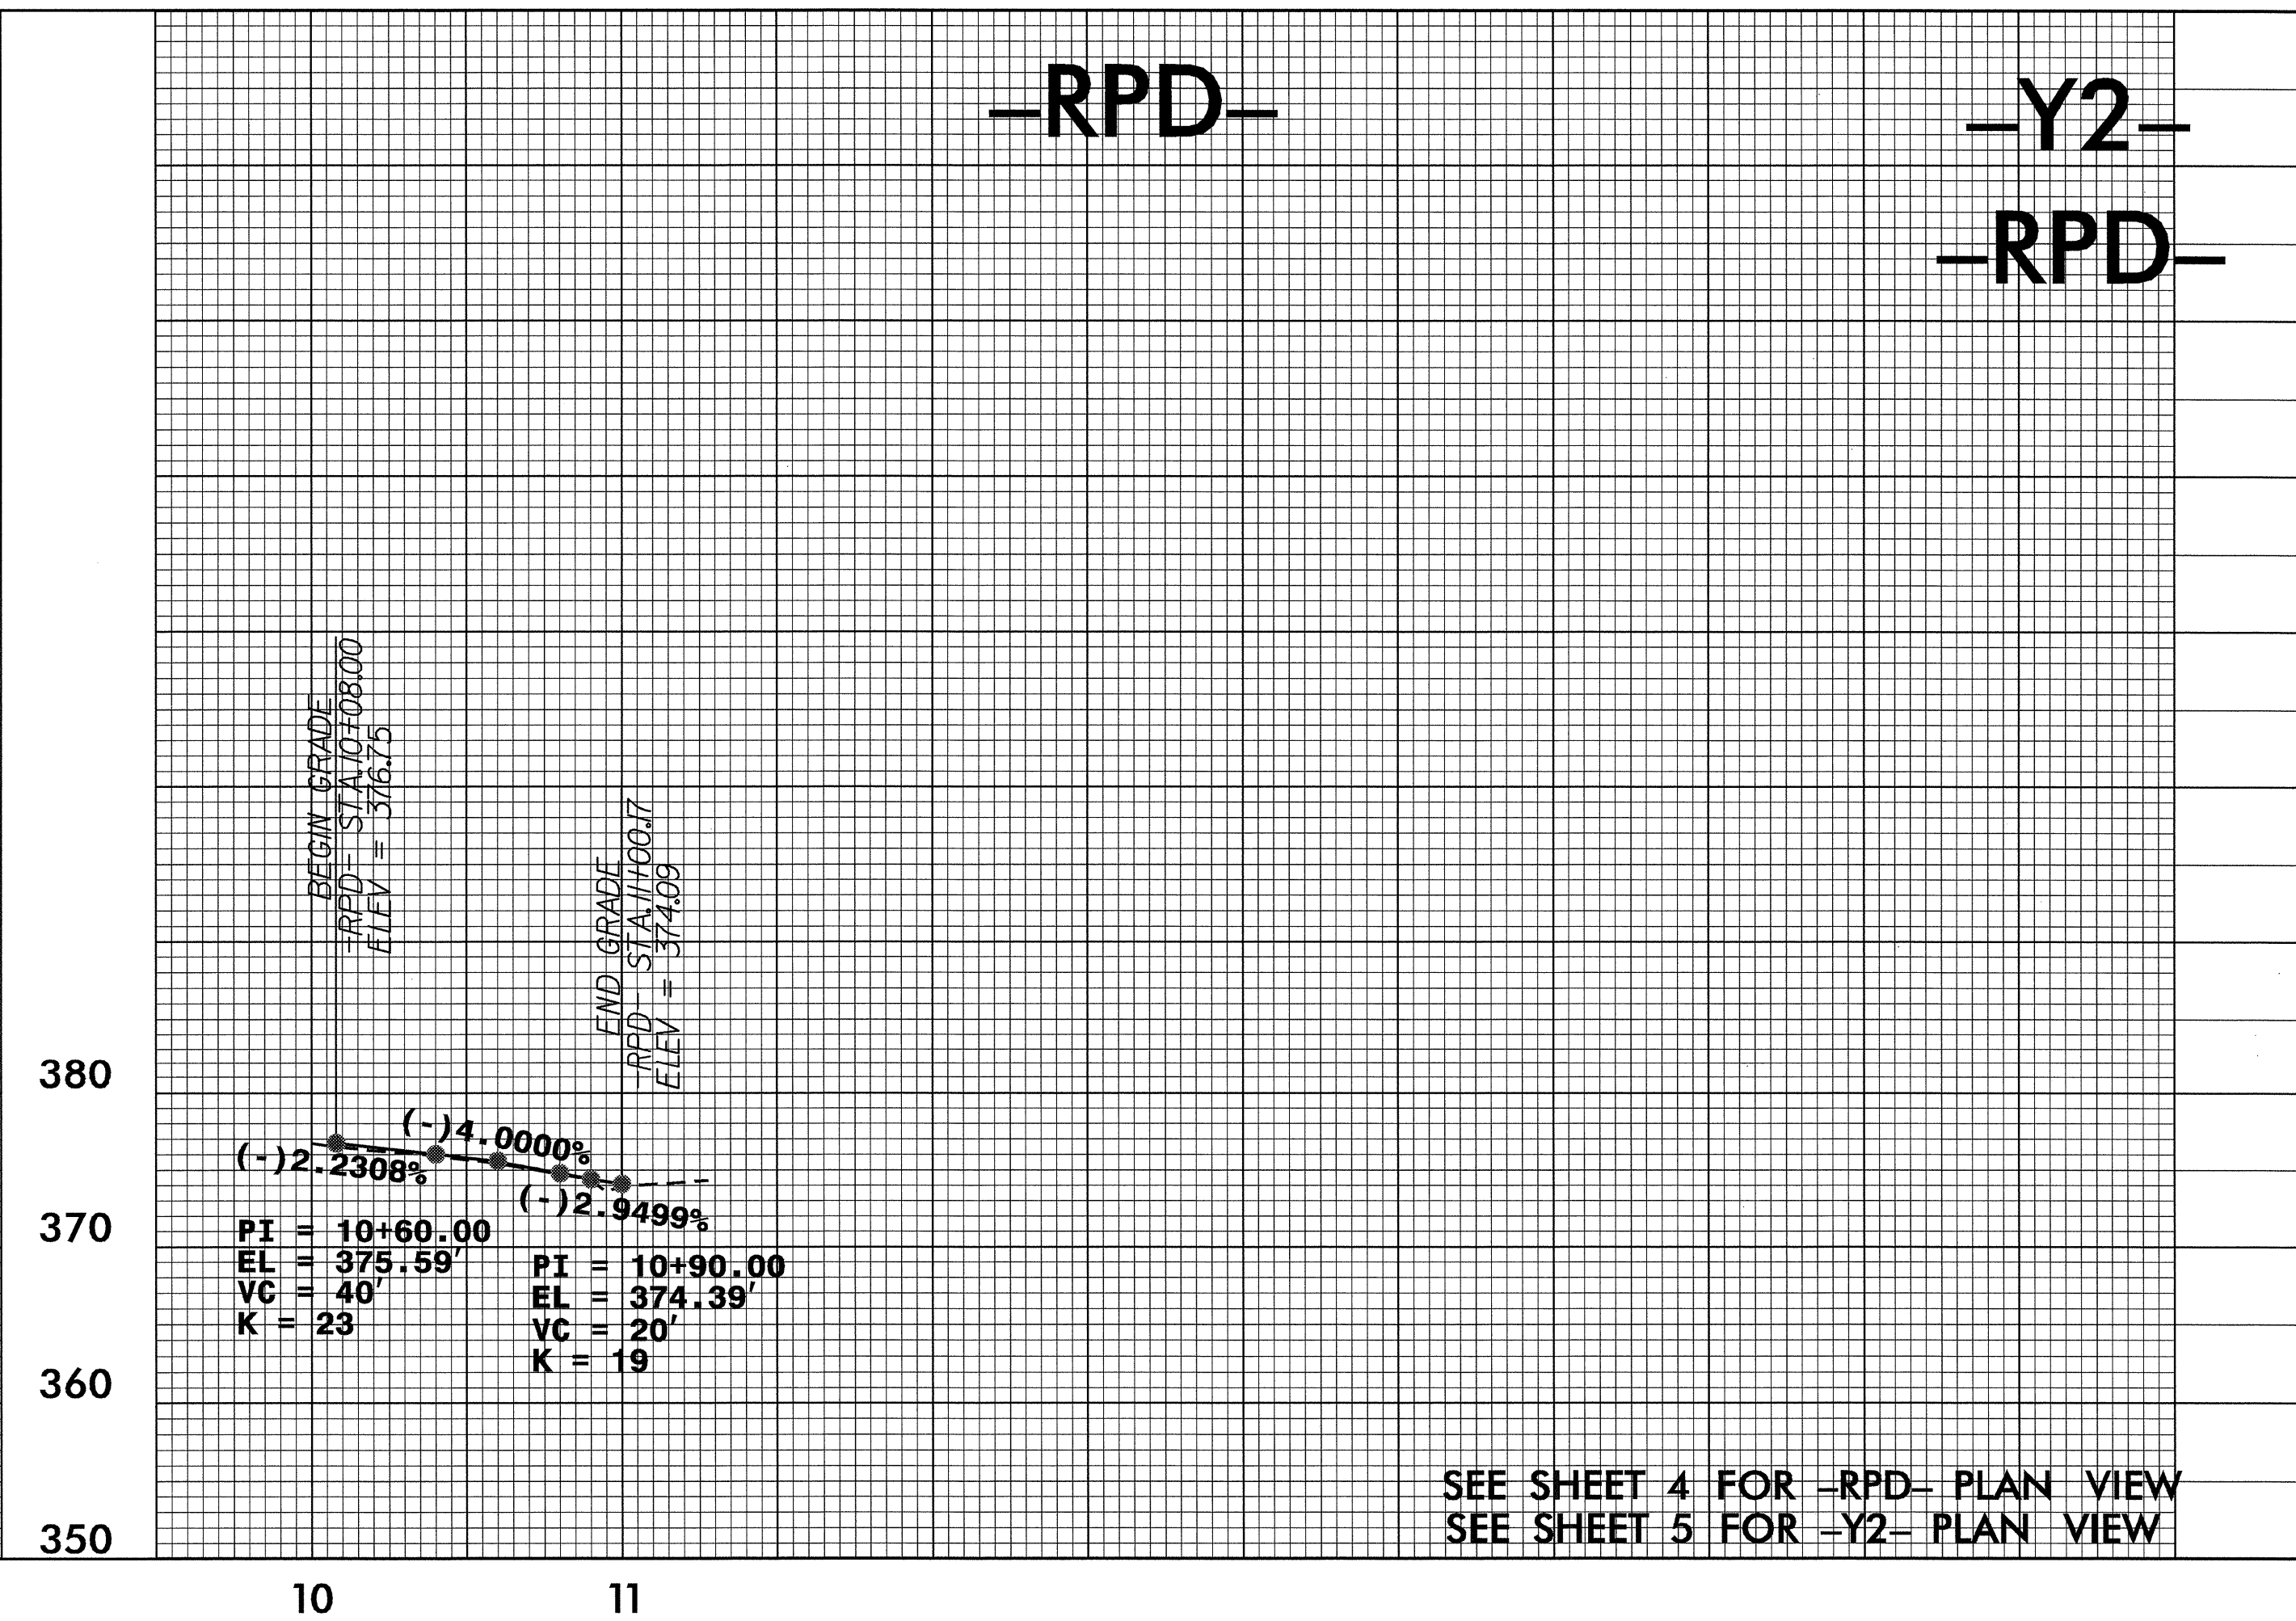 –RPD–
–Y2–
–RPD–
BEGIN GRADE
-RPD- STA.10+08.00
ELEV = 376.75
END GRADE
-RPD- STA.11+00.17
ELEV = 374.09
380
370
360
350
(-)2.2308%
(-)4.0000%
(-)2.9499%
PI = 10+60.00
EL = 375.59'
VC = 40'
K = 23
PI = 10+90.00
EL = 374.39'
VC = 20'
K = 19
SEE SHEET 4 FOR –RPD– PLAN VIEW
SEE SHEET 5 FOR –Y2– PLAN VIEW
10
11